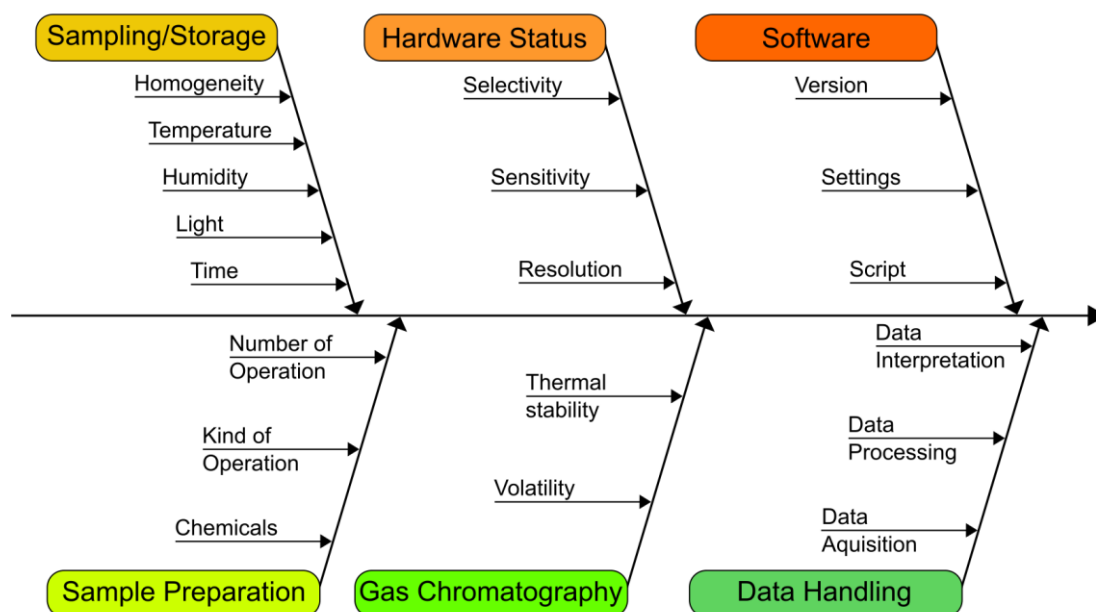 Sampling/Storage
Homogeneity
Temperature
Humidity
Light
Time
Hardware Status
Selectivity
Sensitivity
Resolution
Software
Version
Settings
Script
Number of
Operation
Kind of
Operation
Chemicals
Sample Preparation
Thermal
stability
Volatility
Gas Chromatography
Data
Interpretation
Data
Processing
Data
Aquisition
Data Handling